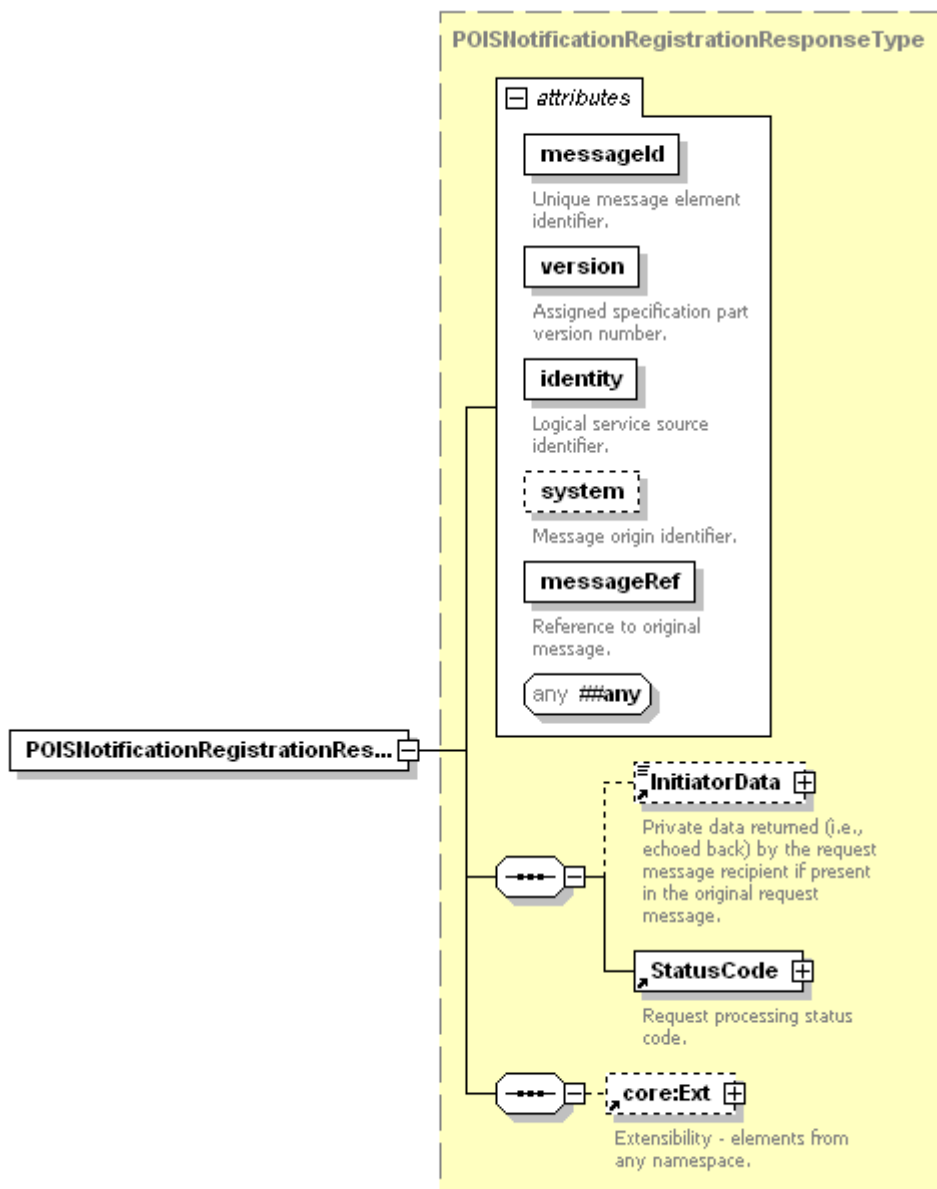 POISNotificationRegistrationResponseType
attributes
messageId
Unique message element
identifier.
version
Assigned specification part
version number.
identity
Logical service source
identifier.
system
Message origin identifier.
messageRef
Reference to original
message.
any ##any
POISNotificationRegistrationRes...
InitiatorData
Private data returned (i.e.,
echoed back) by the request
message recipient if present
in the original request
message.
StatusCode
Request processing status
code.
core:Ext
Extensibility - elements from
any namespace.